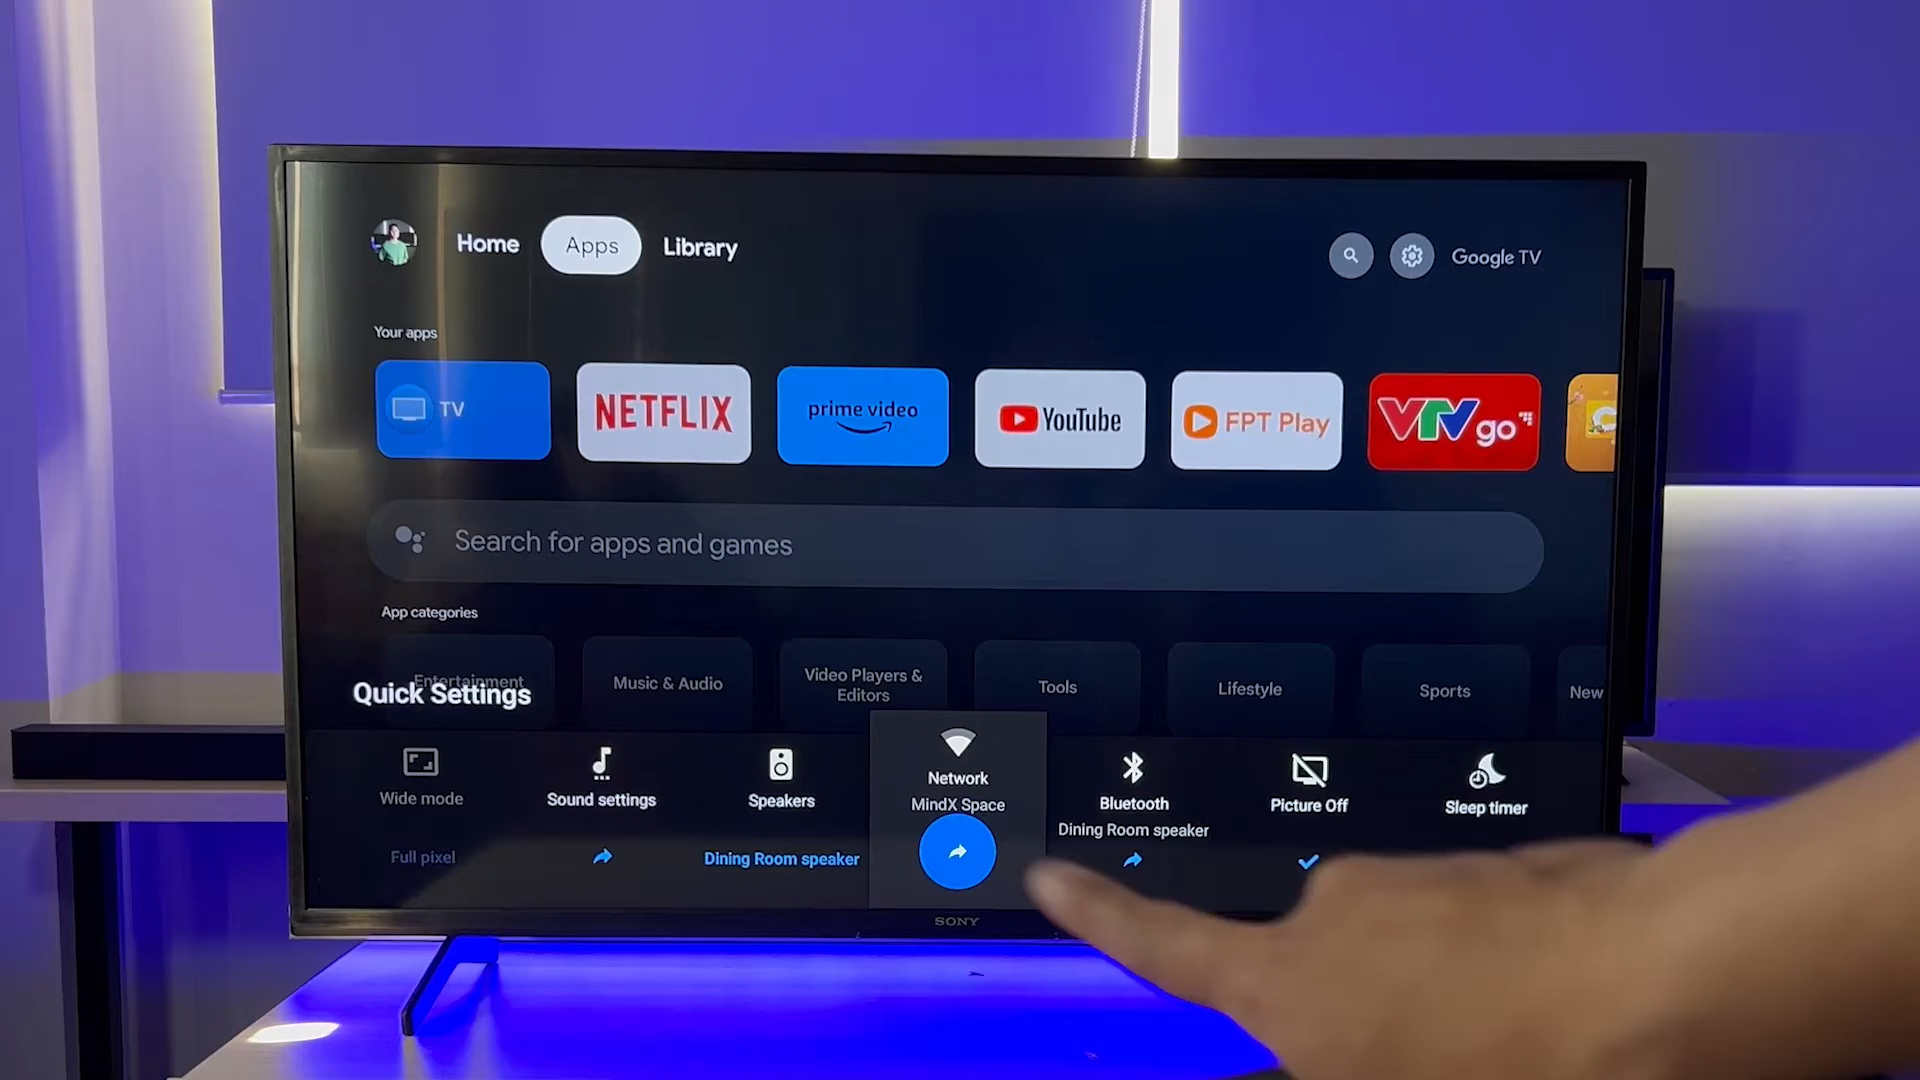 Home
Apps
Library
Google TV
Your apps
TV
NETFLIX
prime video
YouTube
FPT Play
VTV go
Search for apps and games
App categories
Entertainment
Music & Audio
Video Players &
Editors
Tools
Lifestyle
Sports
New
Quick Settings
Wide mode
Full pixel
Sound settings
Speakers
Dining Room speaker
Network
MindX Space
Bluetooth
Dining Room speaker
Picture Off
Sleep timer
SONY